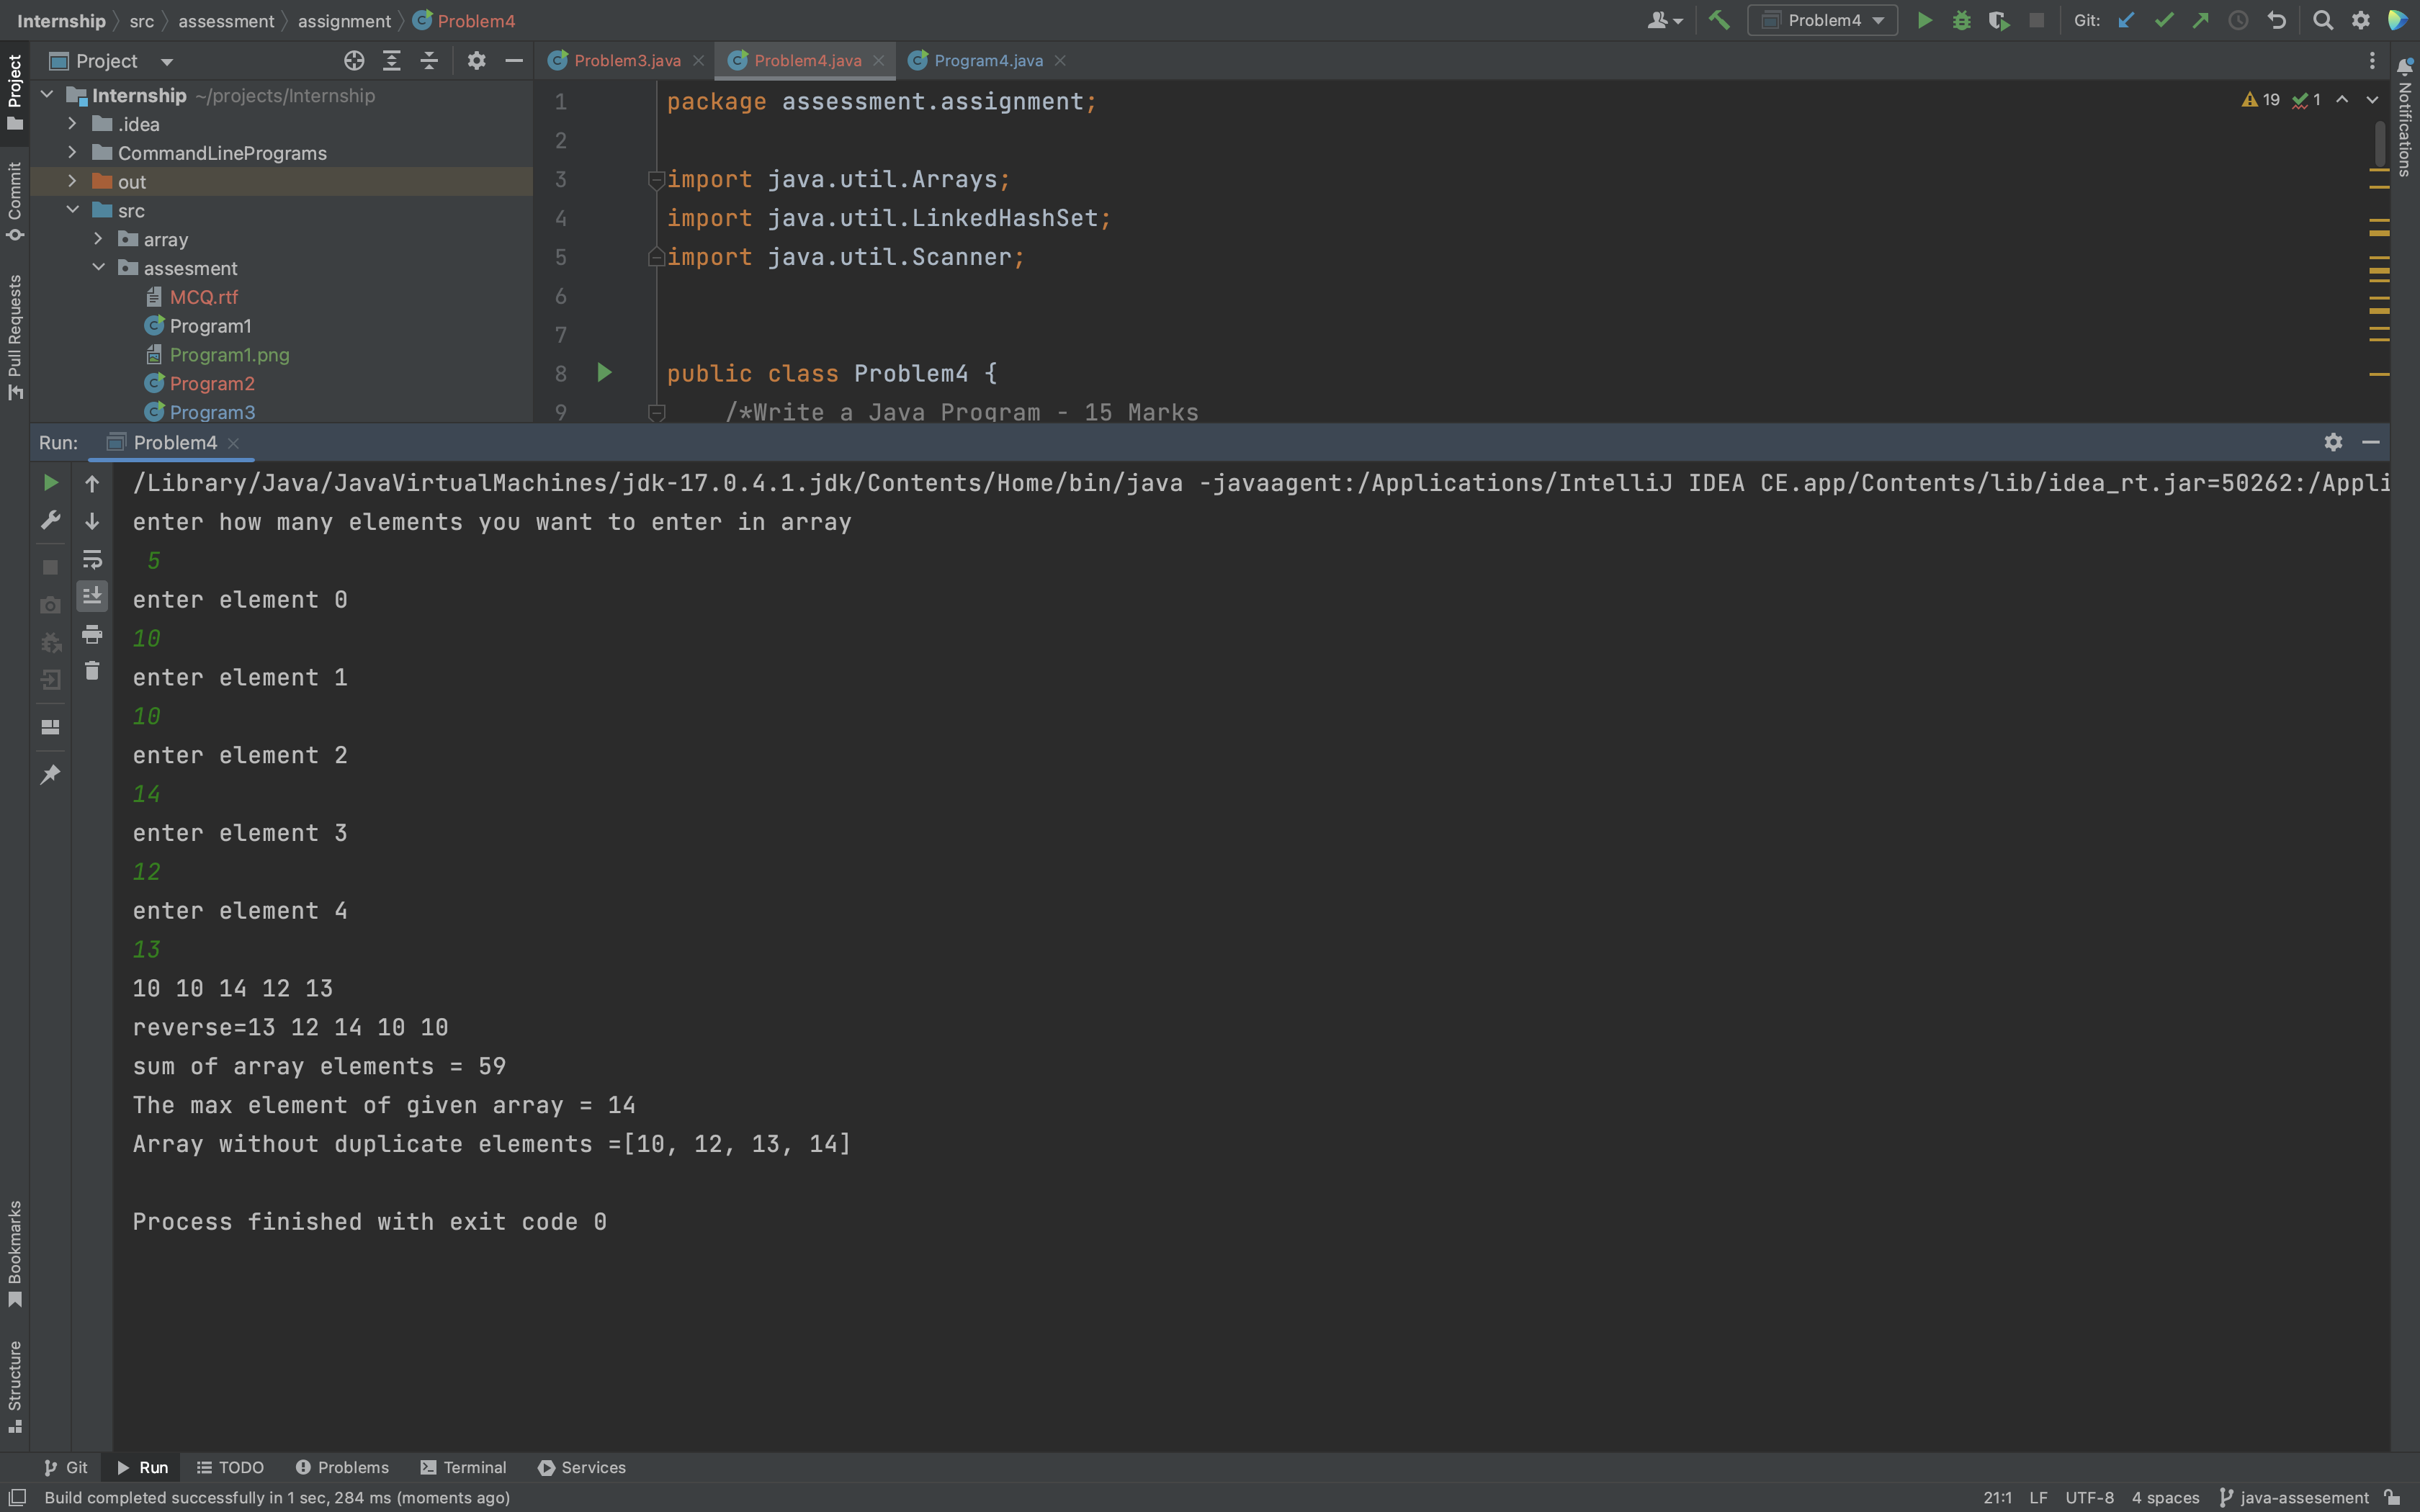 Internship src assessment assignment Problem4
Problem4
Git:
Project
Problem3.java
Problem4.java
Program4.java
Internship ~/projects/Internship
.idea
CommandLinePrograms
out
src
array
assesment
MCQ.rtf
Program1
Program1.png
Program2
Program3
1 package assessment.assignment;
2
3 import java.util.Arrays;
4 import java.util.LinkedHashSet;
5 import java.util.Scanner;
6
7
8 public class Problem4 {
9 /*Write a Java Program - 15 Marks
19 1
Project
Commit
Pull Requests
Notifications
Run: Problem4
/Library/Java/JavaVirtualMachines/jdk-17.0.4.1.jdk/Contents/Home/bin/java -javaagent:/Applications/IntelliJ IDEA CE.app/Contents/lib/idea_rt.jar=50262:/Appli
enter how many elements you want to enter in array
5
enter element 0
10
enter element 1
10
enter element 2
14
enter element 3
12
enter element 4
13
10 10 14 12 13
reverse=13 12 14 10 10
sum of array elements = 59
The max element of given array = 14
Array without duplicate elements =[10, 12, 13, 14]
Process finished with exit code 0
Bookmarks
Structure
Git Run TODO Problems Terminal Services
Build completed successfully in 1 sec, 284 ms (moments ago)
21:1 LF UTF-8 4 spaces java-assesement